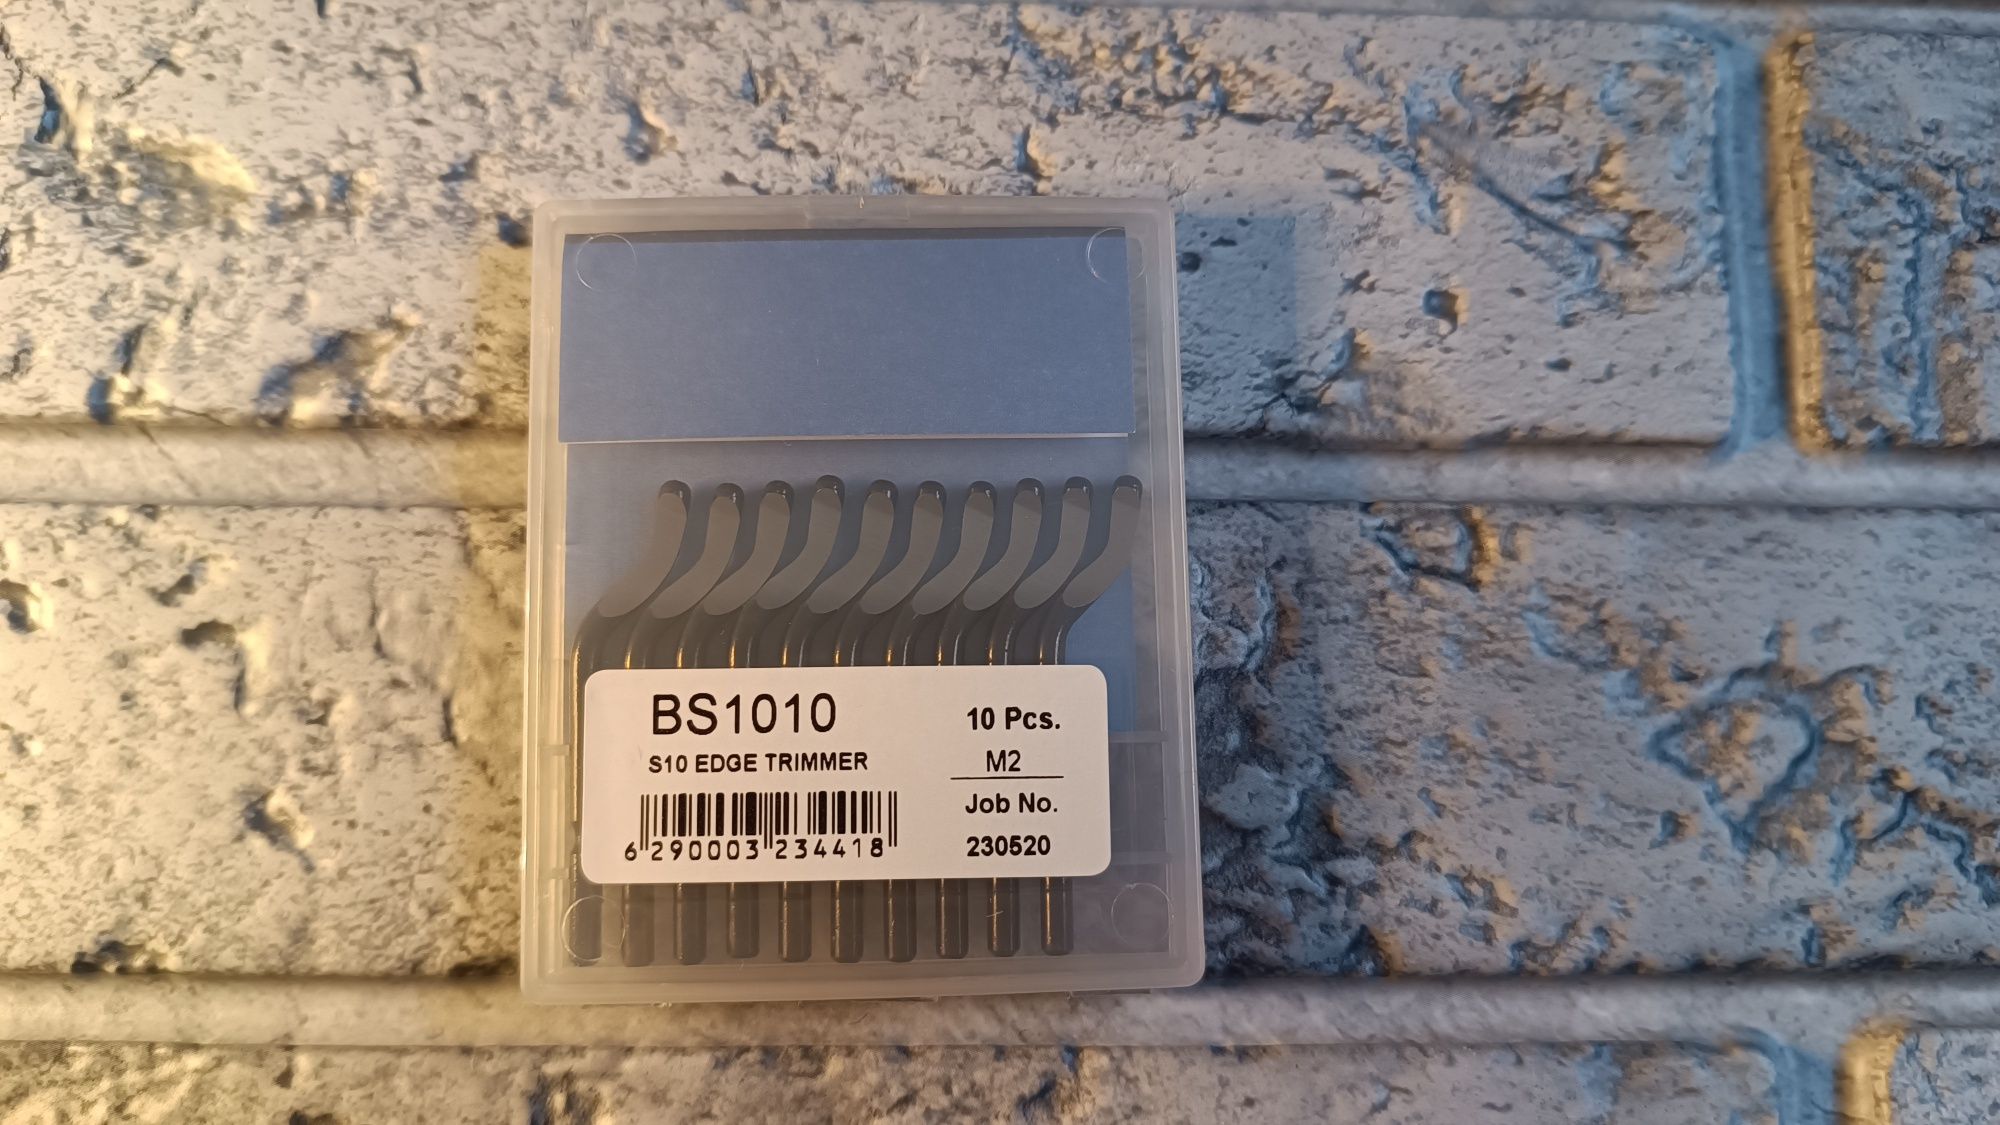 BS1010
S10 EDGE TRIMMER
6 290003 234418
10 Pcs.
M2
Job No.
230520